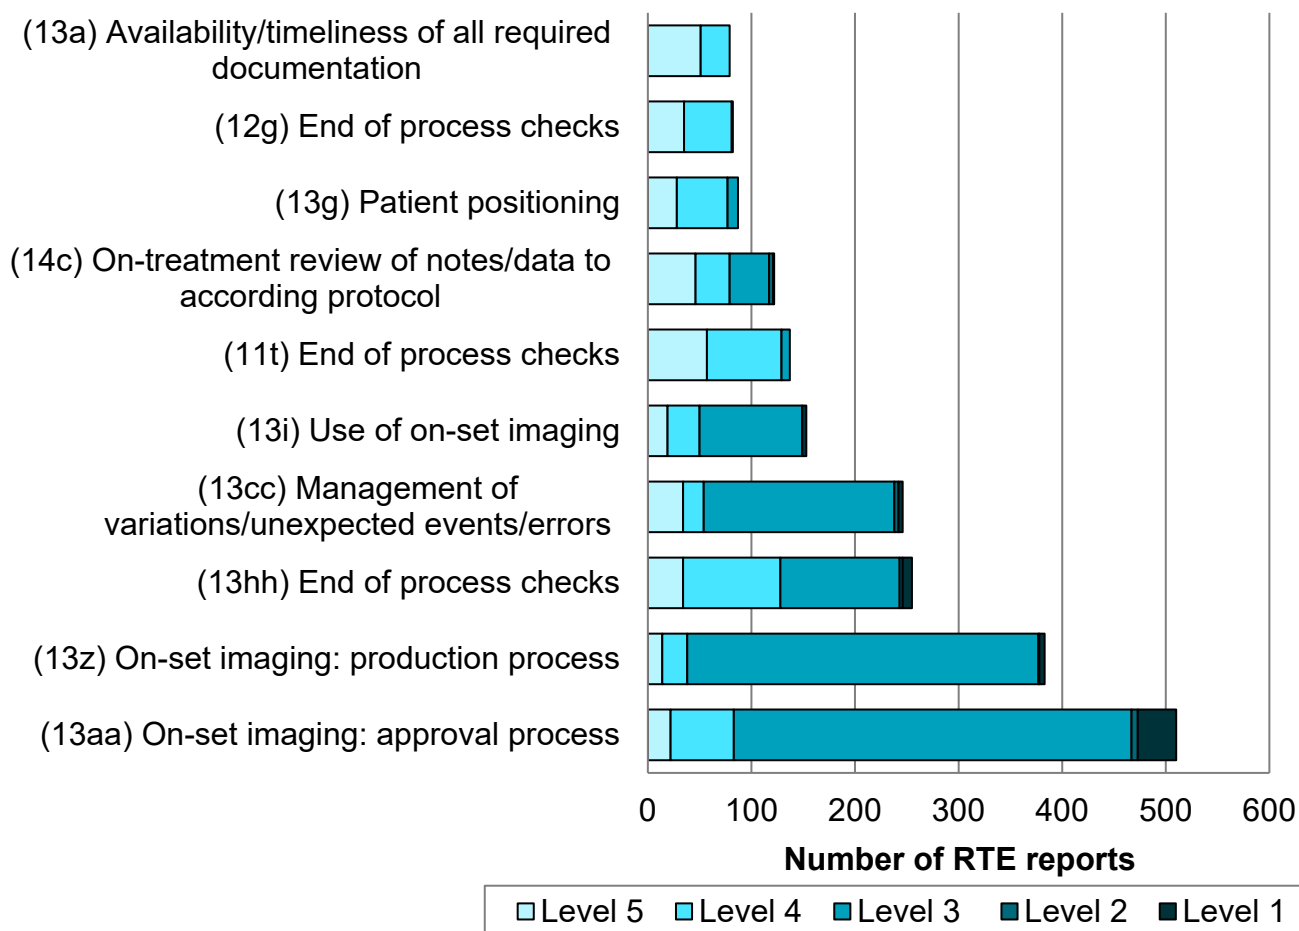 (13a) Availability/timeliness of all required
documentation
(12g) End of process checks
(13g) Patient positioning
(14c) On-treatment review of notes/data to
according protocol
(11t) End of process checks
(13i) Use of on-set imaging
(13cc) Management of
variations/unexpected events/errors
(13hh) End of process checks
(13z) On-set imaging: production process
(13aa) On-set imaging: approval process
0 100 200 300 400 500 600
Number of RTE reports
Level 5 Level 4 Level 3 Level 2 Level 1